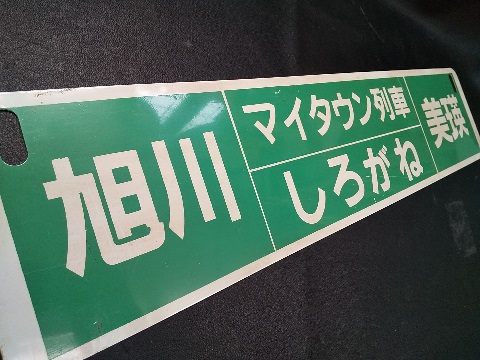 旭川
マイタウン列車
しろがね
美瑛